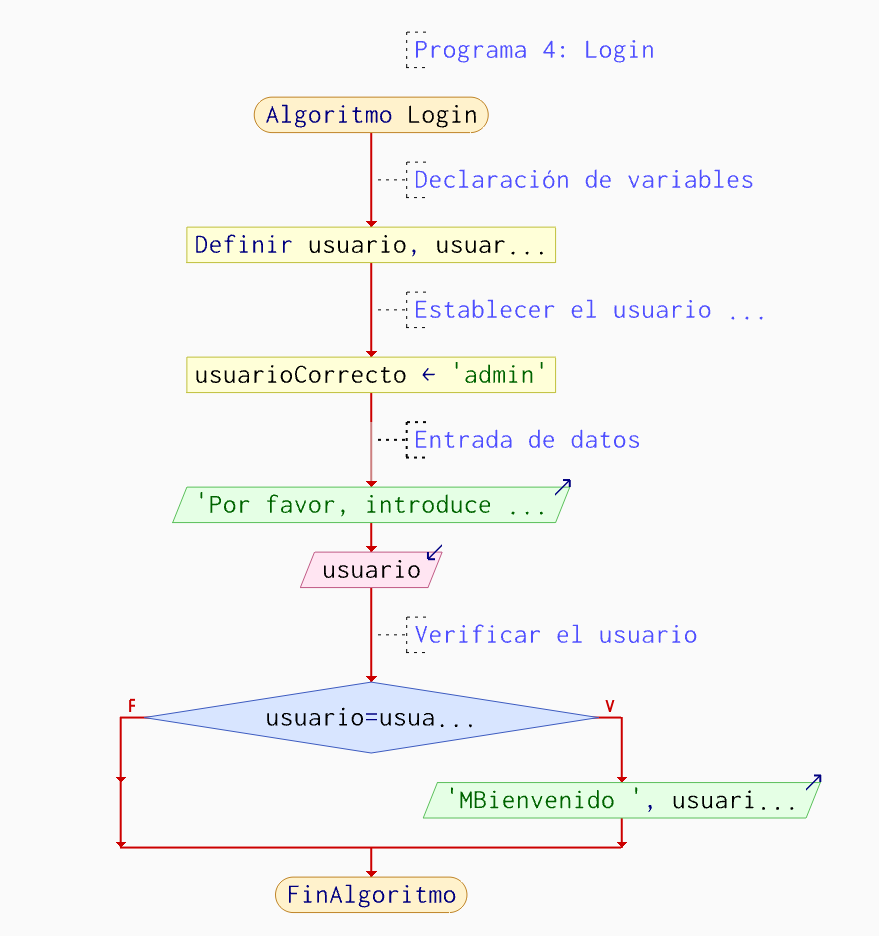 Programa 4: Login
Algoritmo Login
Declaración de variables
Definir usuario, usuar...
Establecer el usuario ...
usuarioCorrecto ← 'admin'
Entrada de datos
'Por favor, introduce ...
usuario
Verificar el usuario
F
V
usuario=usua...
'MBienvenido ', usuari...
FinAlgoritmo